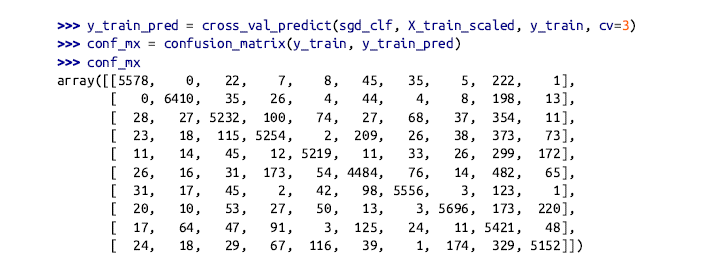 >>> y_train_pred = cross_val_predict(sgd_clf, X_train_scaled, y_train, cv=3)
>>> conf_mx = confusion_matrix(y_train, y_train_pred)
>>> conf_mx
array([[5578, 0, 22, 7, 8, 45, 35, 5, 222, 1],
[ 0, 6410, 35, 26, 4, 44, 4, 8, 198, 13],
[ 28, 27, 5232, 100, 74, 27, 68, 37, 354, 11],
[ 23, 18, 115, 5254, 2, 209, 26, 38, 373, 73],
[ 11, 14, 45, 12, 5219, 11, 33, 26, 299, 172],
[ 26, 16, 31, 173, 54, 4484, 76, 14, 482, 65],
[ 31, 17, 45, 2, 42, 98, 5556, 3, 123, 1],
[ 20, 10, 53, 27, 50, 13, 3, 5696, 173, 220],
[ 17, 64, 47, 91, 3, 125, 24, 11, 5421, 48],
[ 24, 18, 29, 67, 116, 39, 1, 174, 329, 5152]])